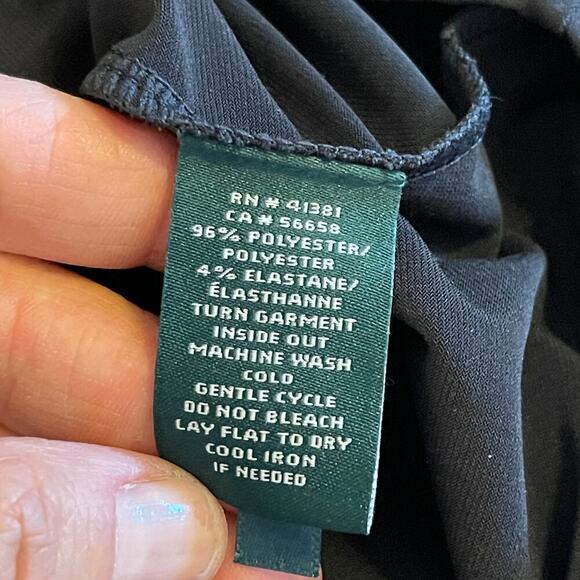 RN # 41381
CA # 56658
96% POLYESTER/
POLYESTER
4% ELASTANE/
ÉLASTHANNE
TURN GARMENT
INSIDE OUT
MACHINE WASH
COLD
GENTLE CYCLE
DO NOT BLEACH
LAY FLAT TO DRY
COOL IRON
IF NEEDED